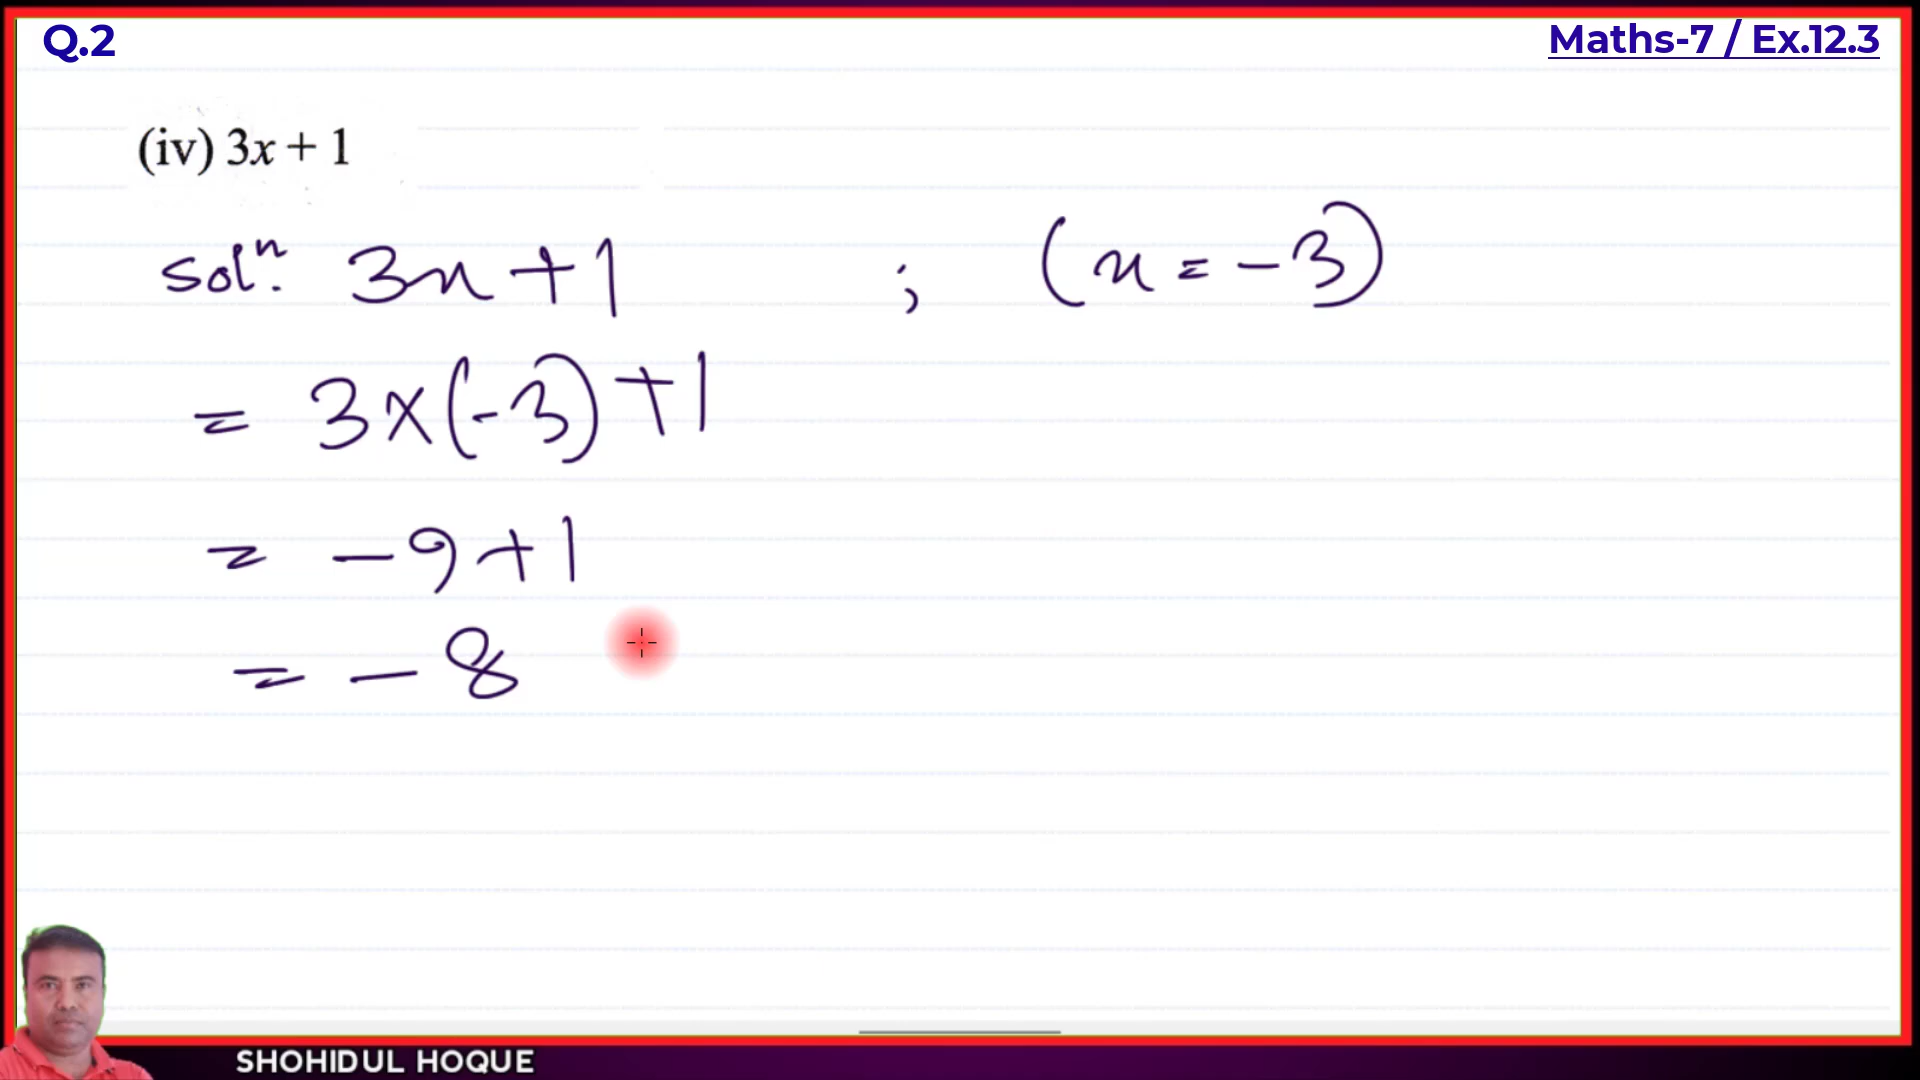 Q.2
Maths-7 / Ex.12.3
(iv) 3x + 1
solⁿ. 3x + 1 ; (x = -3)
= 3×(-3) + 1
= -9 + 1
= -8
SHOHIDUL HOQUE